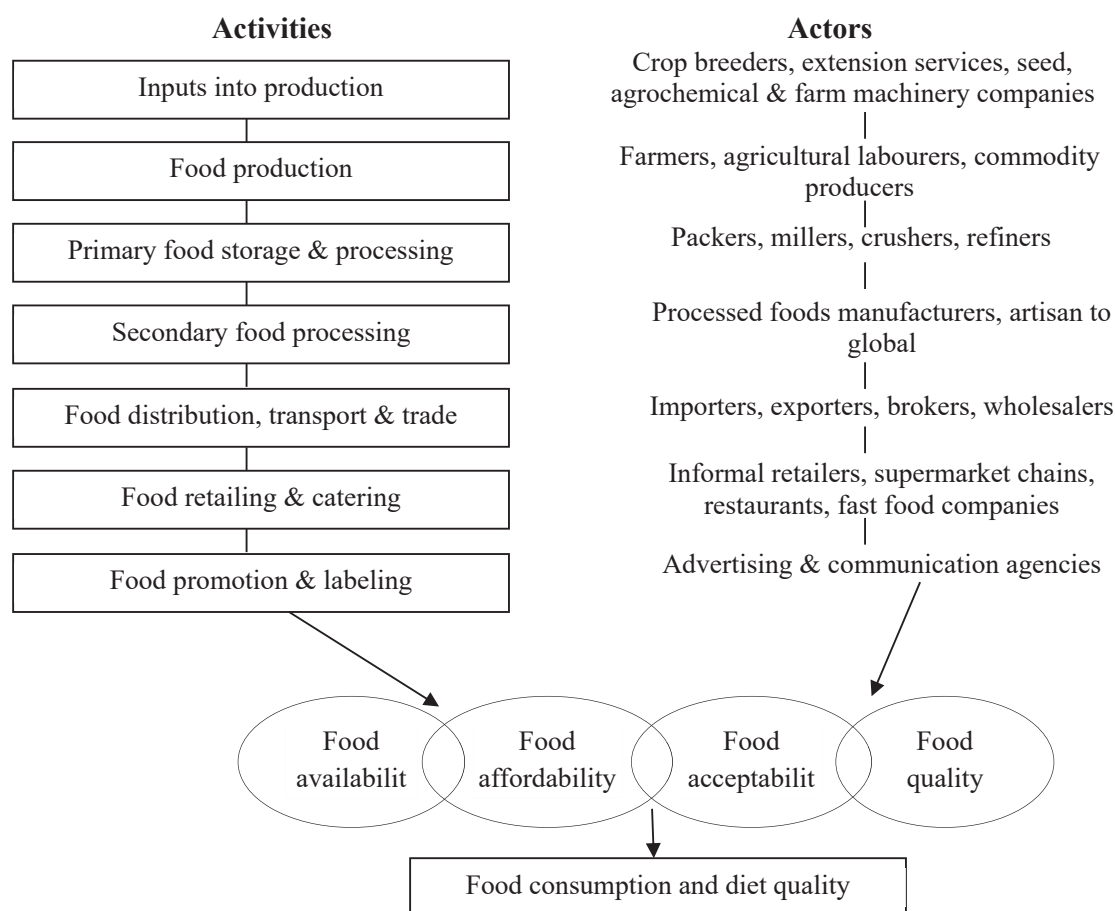 Activities
Inputs into production
Food production
Primary food storage & processing
Secondary food processing
Food distribution, transport & trade
Food retailing & catering
Food promotion & labeling
Actors
Crop breeders, extension services, seed,
agrochemical & farm machinery companies
Farmers, agricultural labourers, commodity
producers
Packers, millers, crushers, refiners
Processed foods manufacturers, artisan to
global
Importers, exporters, brokers, wholesalers
Informal retailers, supermarket chains,
restaurants, fast food companies
Advertising & communication agencies
Food
availabilit
Food
affordability
Food
acceptabilit
Food
quality
Food consumption and diet quality